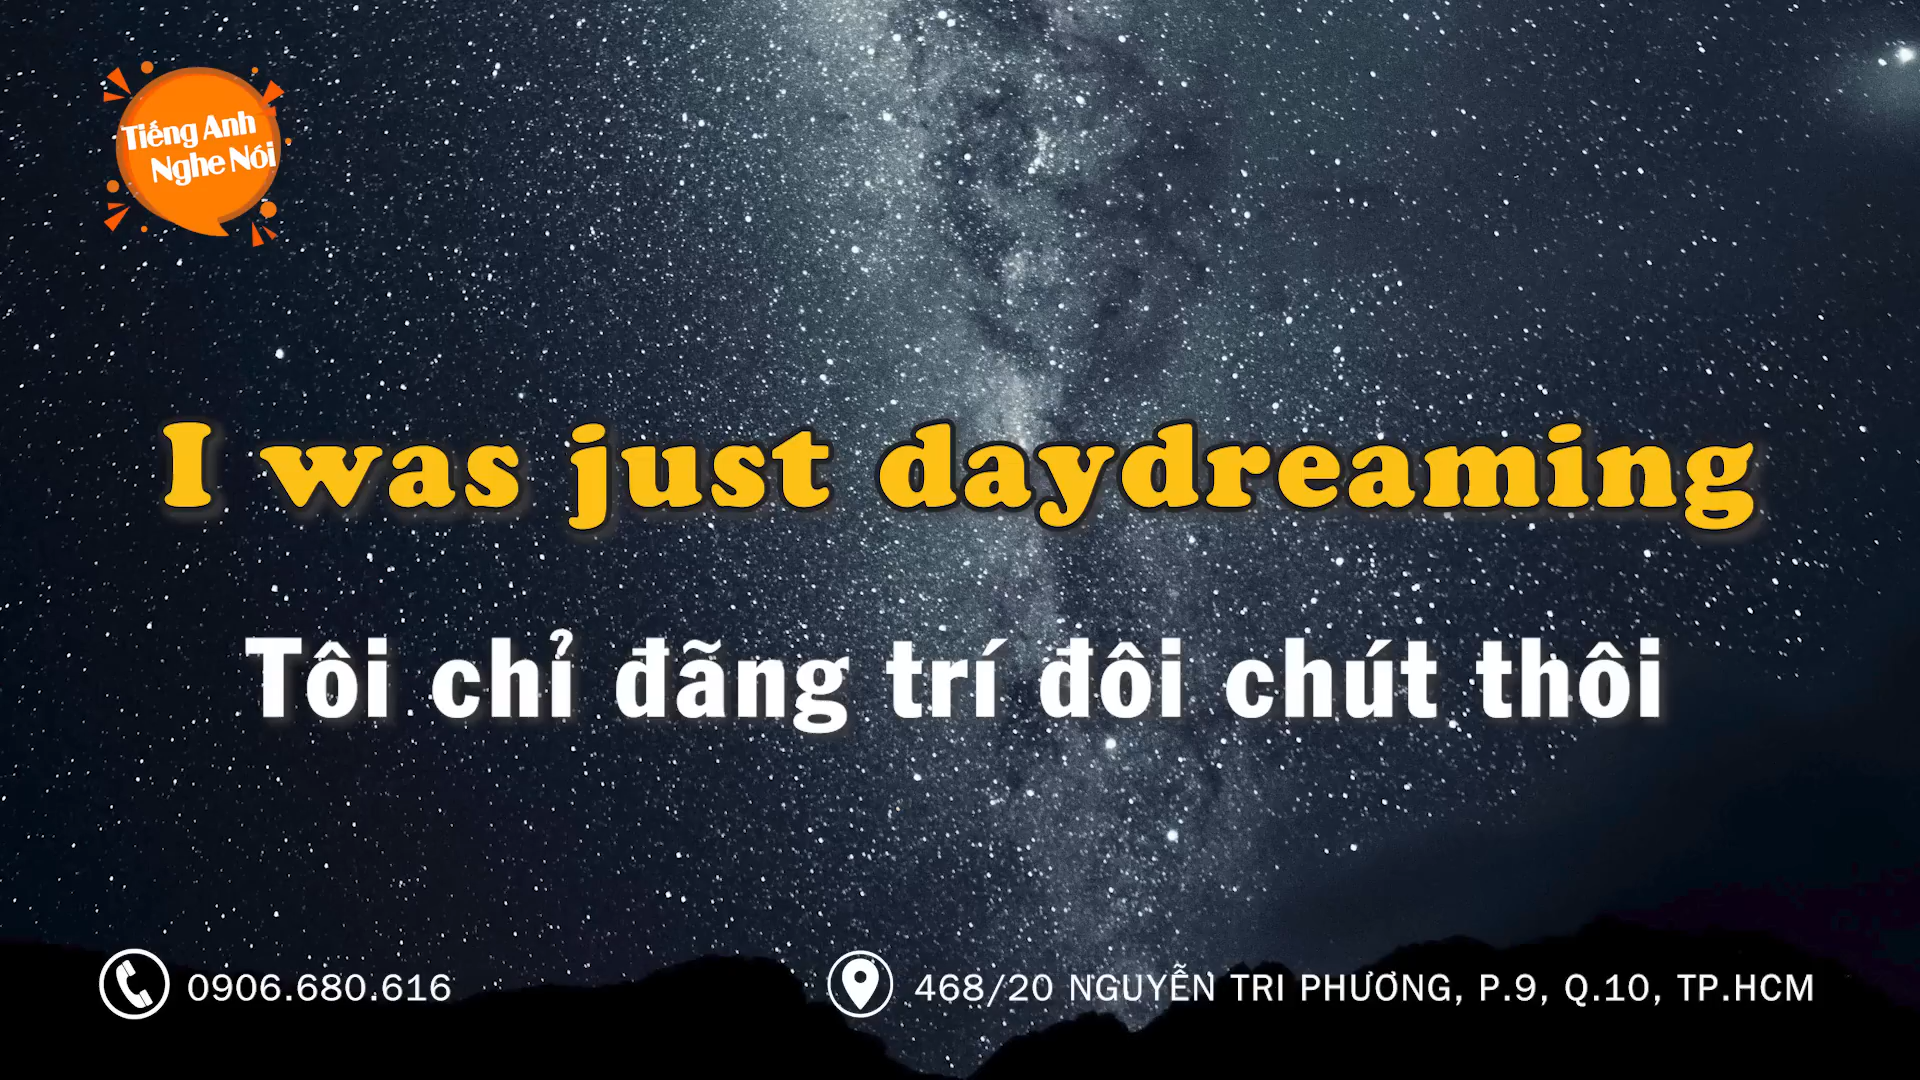 Tiếng Anh
Nghe Nói
I was just daydreaming
Tôi chỉ đãng trí đôi chút thôi
0906.680.616
468/20 NGUYỄN TRI PHƯƠNG, P.9, Q.10, TP.HCM